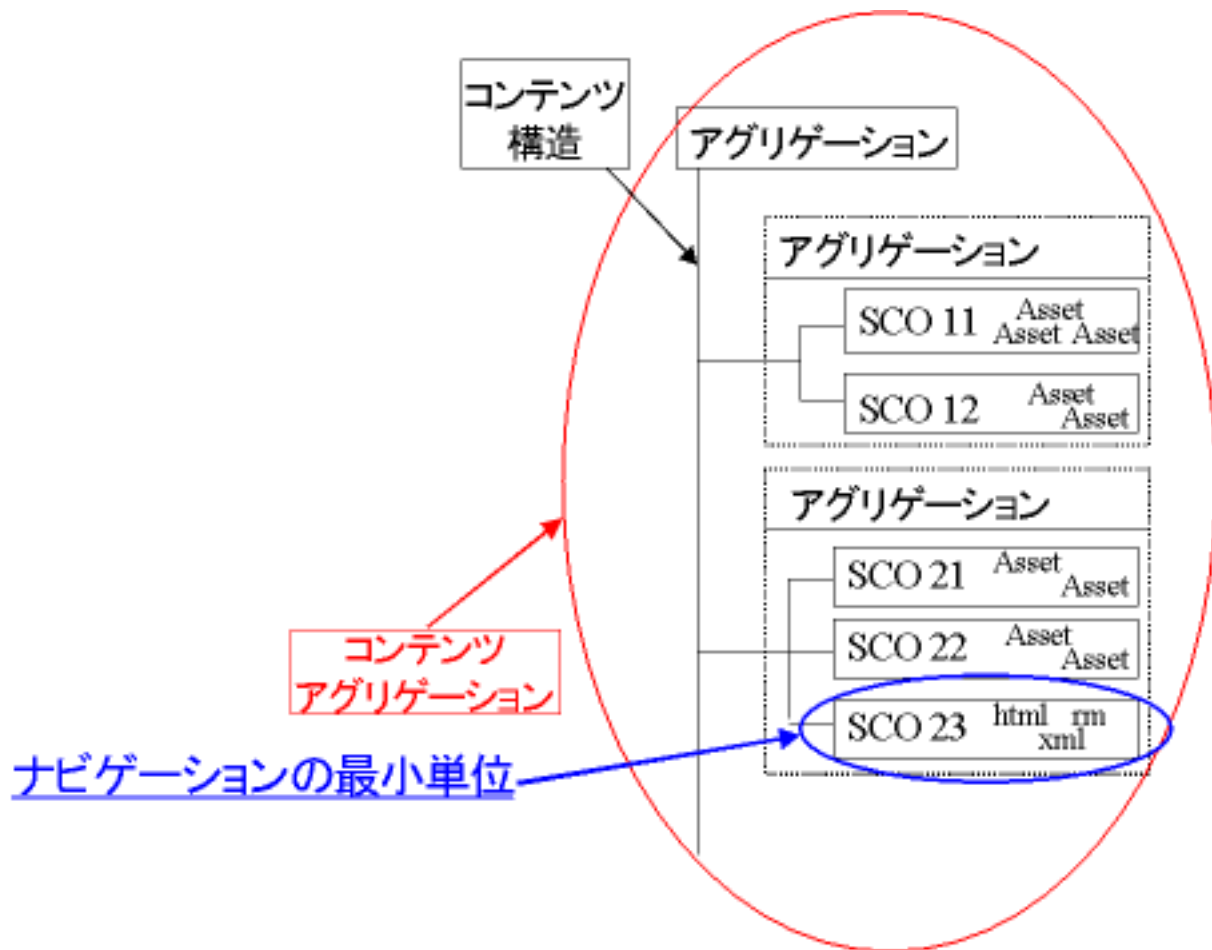 コンテンツ
構造
アグリゲーション
アグリゲーション
SCO 11 Asset
Asset Asset
SCO 12 Asset
Asset
アグリゲーション
SCO 21 Asset
Asset
SCO 22 Asset
Asset
SCO 23 html rm
xml
コンテンツ
アグリゲーション
ナビゲーションの最小単位